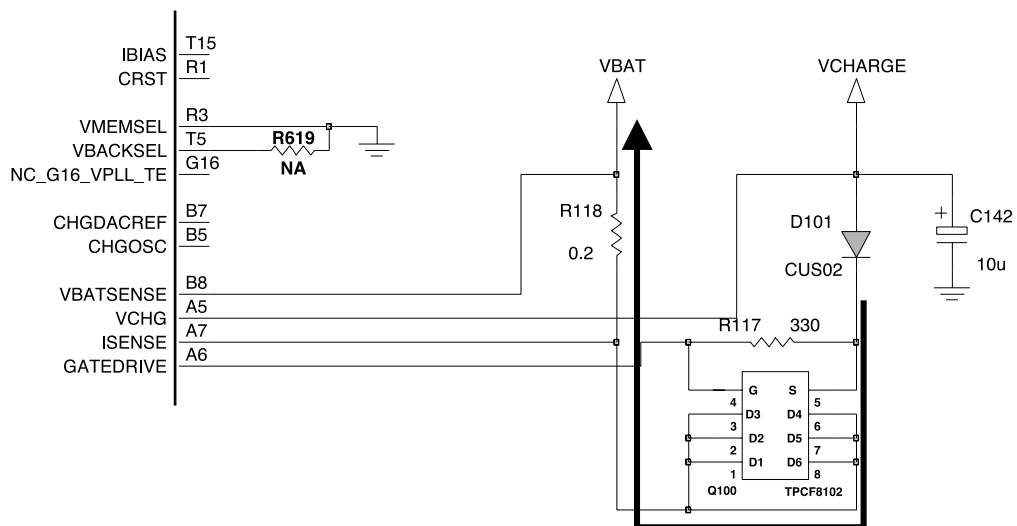 IBIAS T15
CRST R1
VMEMSEL R3
VBACKSEL T5
NC_G16_VPLL_TE G16
R619
NA
CHGDACREF B7
CHGOSC B5
VBATSENSE B8
VCHG A5
ISENSE A7
GATEDRIVE A6
VBAT
VCHARGE
R118
0.2
D101
CUS02
C142
+
10u
R117 330
G S
4 5
D3 D4
3 6
D2 D5
2 7
D1 D6
1 8
Q100 TPCF8102